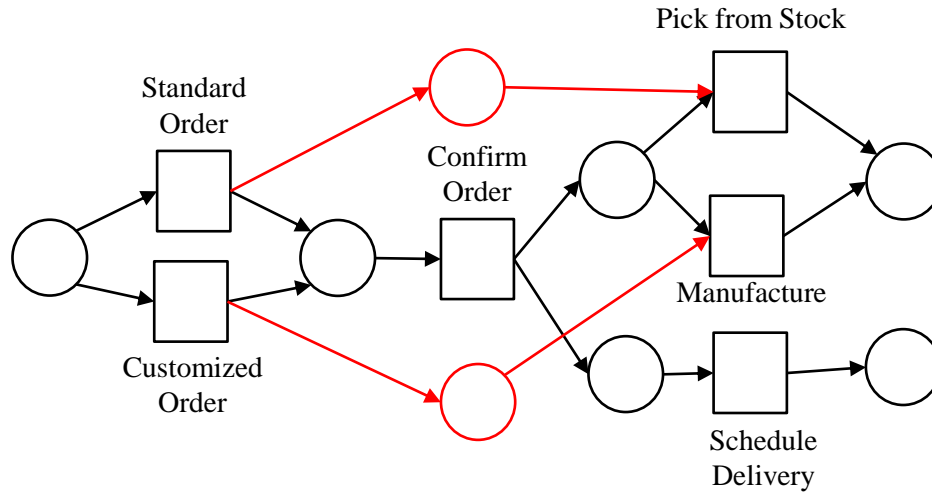 Pick from Stock
Standard
Order
Confirm
Order
Manufacture
Customized
Order
Schedule
Delivery